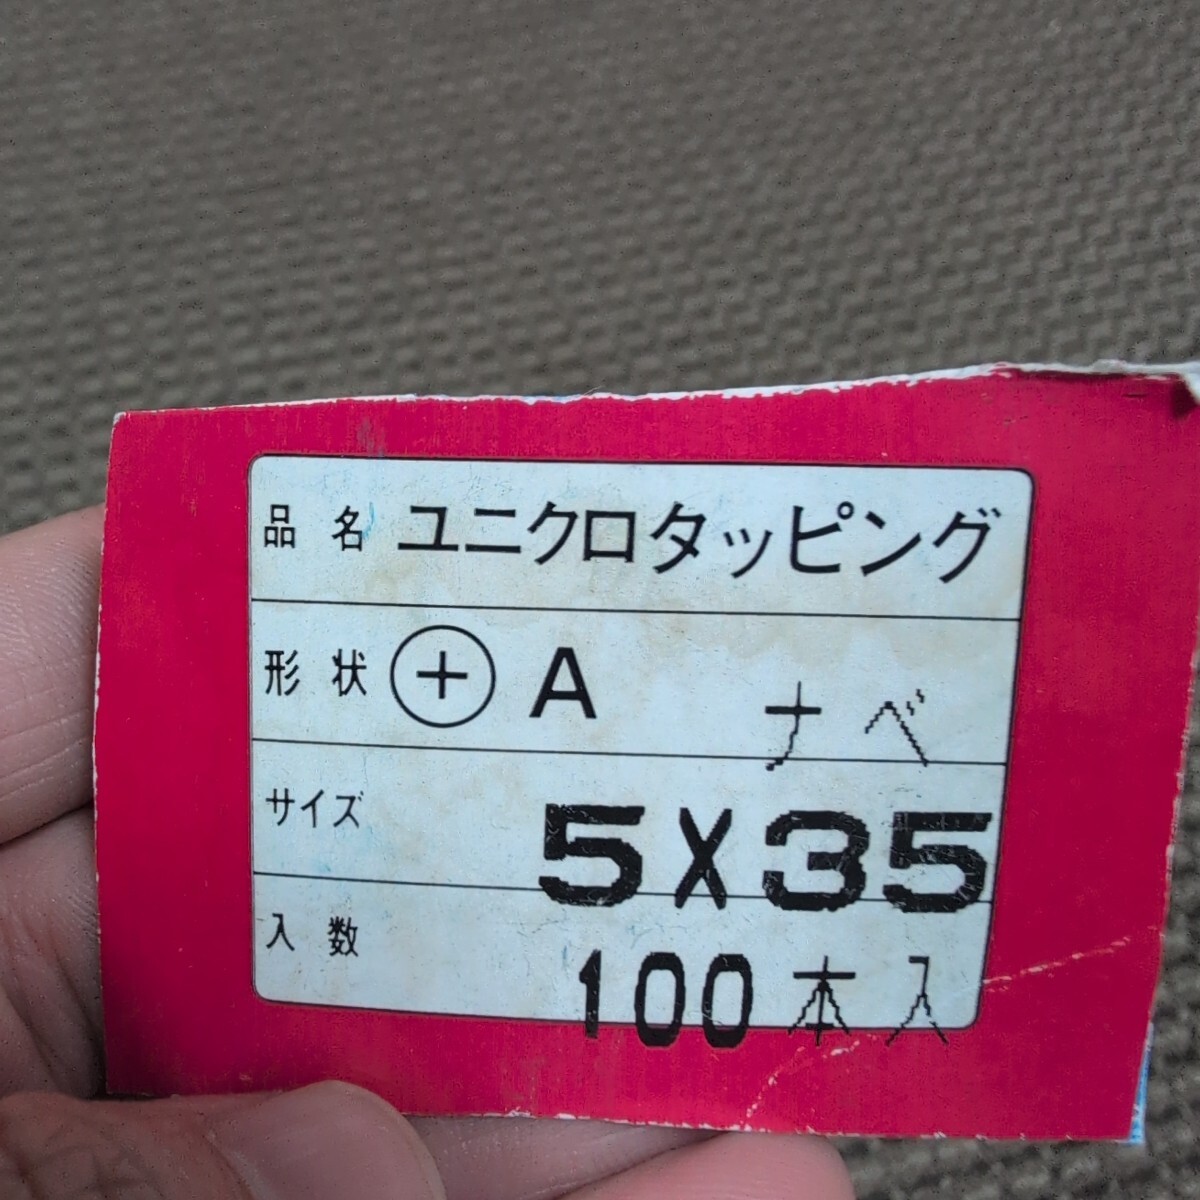 品名 ユニクロタッピング
形状 ⊕ A ナベ
サイズ 5X35
入数 100本入